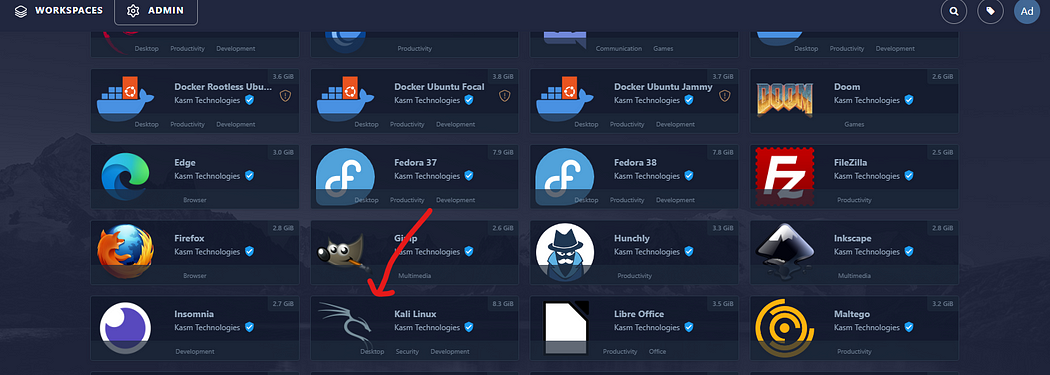 WORKSPACES ADMIN Ad
Desktop Productivity Development
Productivity
Communication Games
Desktop Productivity Development
3.6 GiB
Docker Rootless Ubu...
Kasm Technologies
Desktop Productivity Development
3.8 GiB
Docker Ubuntu Focal
Kasm Technologies
Desktop Productivity Development
3.7 GiB
Docker Ubuntu Jammy
Kasm Technologies
Desktop Productivity Development
2.6 GiB
DOOM
Doom
Kasm Technologies
Games
3.0 GiB
Edge
Kasm Technologies
Browser
7.9 GiB
Fedora 37
Kasm Technologies
Desktop Productivity Development
7.8 GiB
Fedora 38
Kasm Technologies
Desktop Productivity Development
2.5 GiB
Fz
FileZilla
Kasm Technologies
Productivity
2.8 GiB
Firefox
Kasm Technologies
Browser
2.6 GiB
Gimp
Kasm Technologies
Multimedia
3.3 GiB
Hunchly
Kasm Technologies
Productivity
2.8 GiB
Inkscape
Kasm Technologies
Multimedia
2.7 GiB
Insomnia
Kasm Technologies
Development
8.3 GiB
Kali Linux
Kasm Technologies
Desktop Security Development
3.5 GiB
Libre Office
Kasm Technologies
Productivity Office
3.2 GiB
Maltego
Kasm Technologies
Productivity